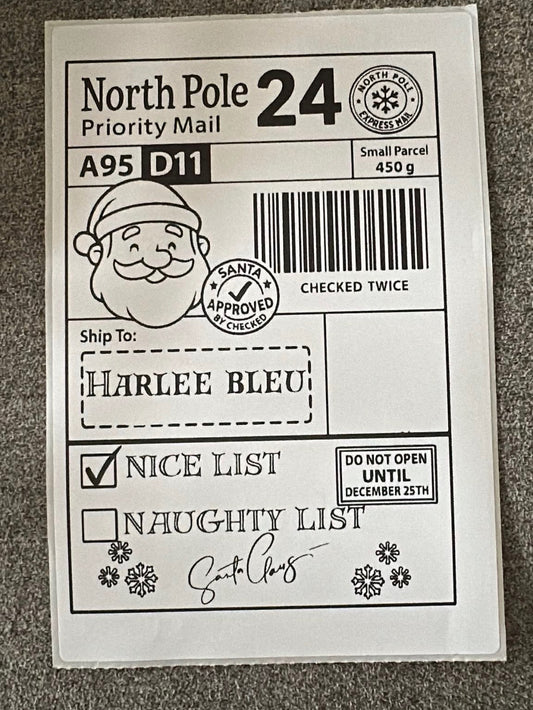 North Pole
Priority Mail
24
NORTH POLE
EXPRESS MAIL
A95 D11
Small Parcel
450 g
CHECKED TWICE
SANTA
APPROVED
BY CHECKED
Ship To:
HARLEE BLEU
NICE LIST
DO NOT OPEN
UNTIL
DECEMBER 25TH
NAUGHTY LIST
Santa Claus